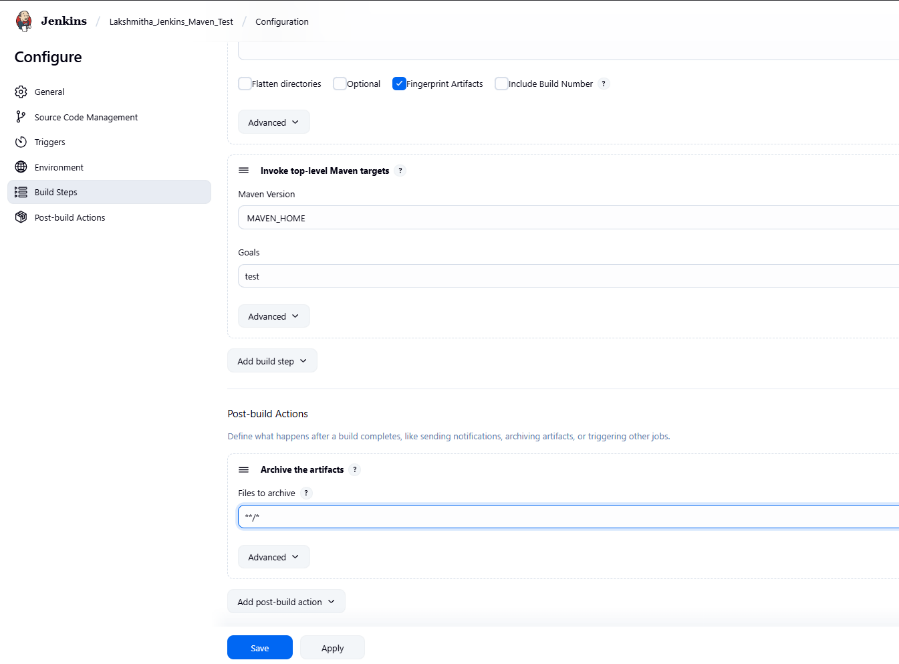 Jenkins / Lakshmitha_Jenkins_Maven_Test / Configuration
Configure
General
Source Code Management
Triggers
Environment
Build Steps
Post-build Actions
Flatten directories Optional Fingerprint Artifacts Include Build Number ?
Advanced
Invoke top-level Maven targets ?
Maven Version
MAVEN_HOME
Goals
test
Advanced
Add build step
Post-build Actions
Define what happens after a build completes, like sending notifications, archiving artifacts, or triggering other jobs.
Archive the artifacts ?
Files to archive ?
**/*
Advanced
Add post-build action
Save Apply